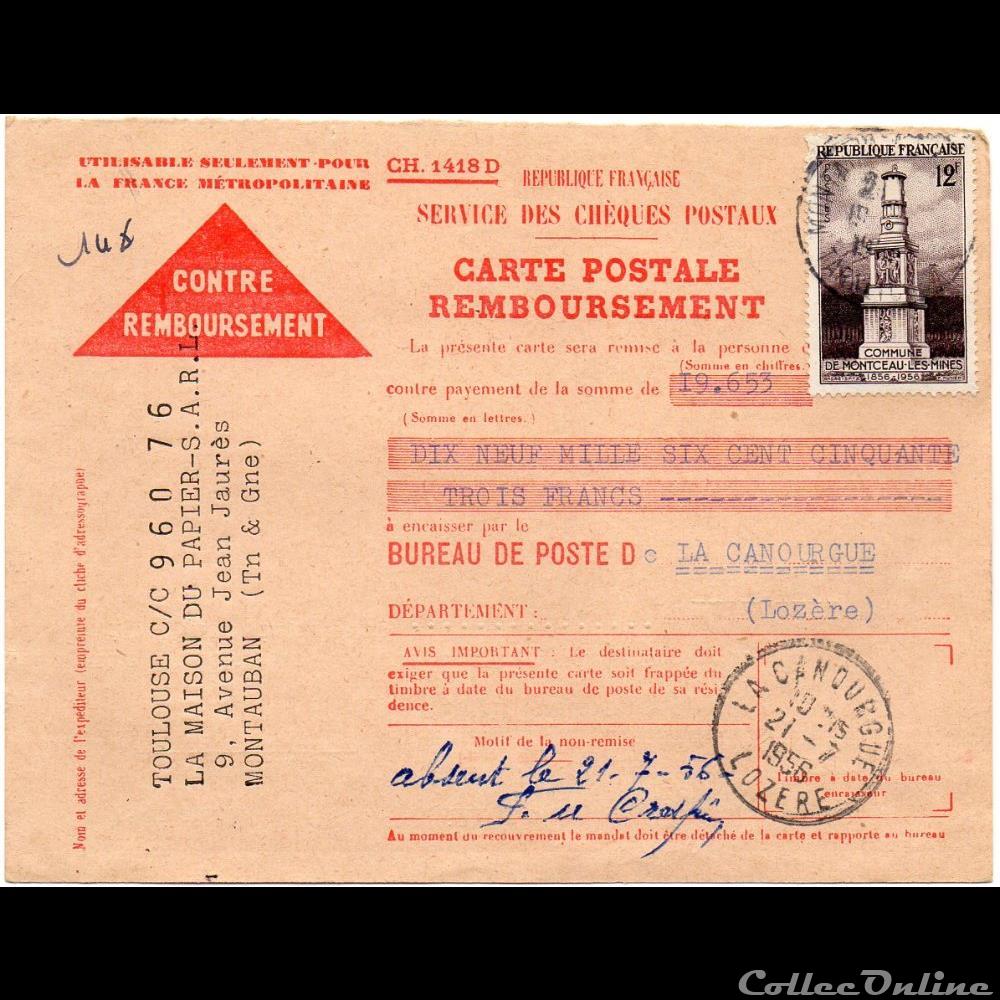 UTILISABLE SEULEMENT POUR
LA FRANCE MÉTROPOLITAINE
CONTRE
REMBOURSEMENT
CH. 1418 D
REPUBLIQUE FRANÇAISE
SERVICE DES CHÈQUES POSTAUX
CARTE POSTALE
REMBOURSEMENT
La présente carte sera remise à la personne
(Somme en chiffres.
contre payement de la somme de 19.653
(Somme en lettres.)
DIX NEUF MILLE SIX CENT CINQUANTE
TROIS FRANCS
à encaisser par le
BUREAU DE POSTE De LA CANOURGUE
DÉPARTEMENT : (Lozère)
AVIS IMPORTANT : Le destinataire doit
exiger que la présente carte soit frappée du
timbre à date du bureau de poste de sa rési
dence.
Motif de la non-remise
absent le 21-7-56-
Timbre à date du bureau
encaisseur
Au moment du recouvrement le mandat doit être détaché de la carte et rapporte au bureau
REPUBLIQUE FRANÇAISE
12F
COMMUNE
DE MONTCEAU-LES-MINES
1856-1956
LA CANOURGUE
10-15
21-7
1956
LOZERE
Nom et adresse de l'expéditeur (empreinte du cliché d'adressographe)
TOULOUSE C/C 960 76
LA MAISON DU PAPIER-S.A.R.L.
9, Avenue Jean Jaurès
MONTAUBAN (Tn & Gne)
CollecOnline